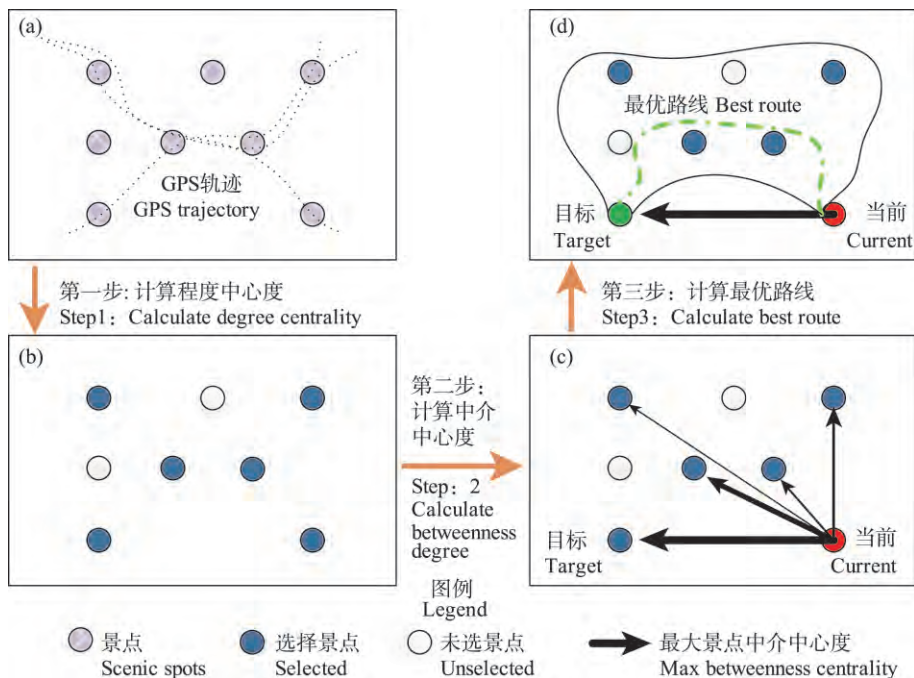 (a)
GPS轨迹
GPS trajectory
第一步: 计算程度中心度
Step1：Calculate degree centrality
(b)
第二步：
计算中介
中心度
Step：2
Calculate
betweenness
degree
(d)
最优路线 Best route
目标
Target
当前
Current
第三步：计算最优路线
Step3：Calculate best route
(c)
目标
Target
当前
Current
图例
Legend
景点
Scenic spots
选择景点
Selected
未选景点
Unselected
最大景点中介中心度
Max betweenness centrality